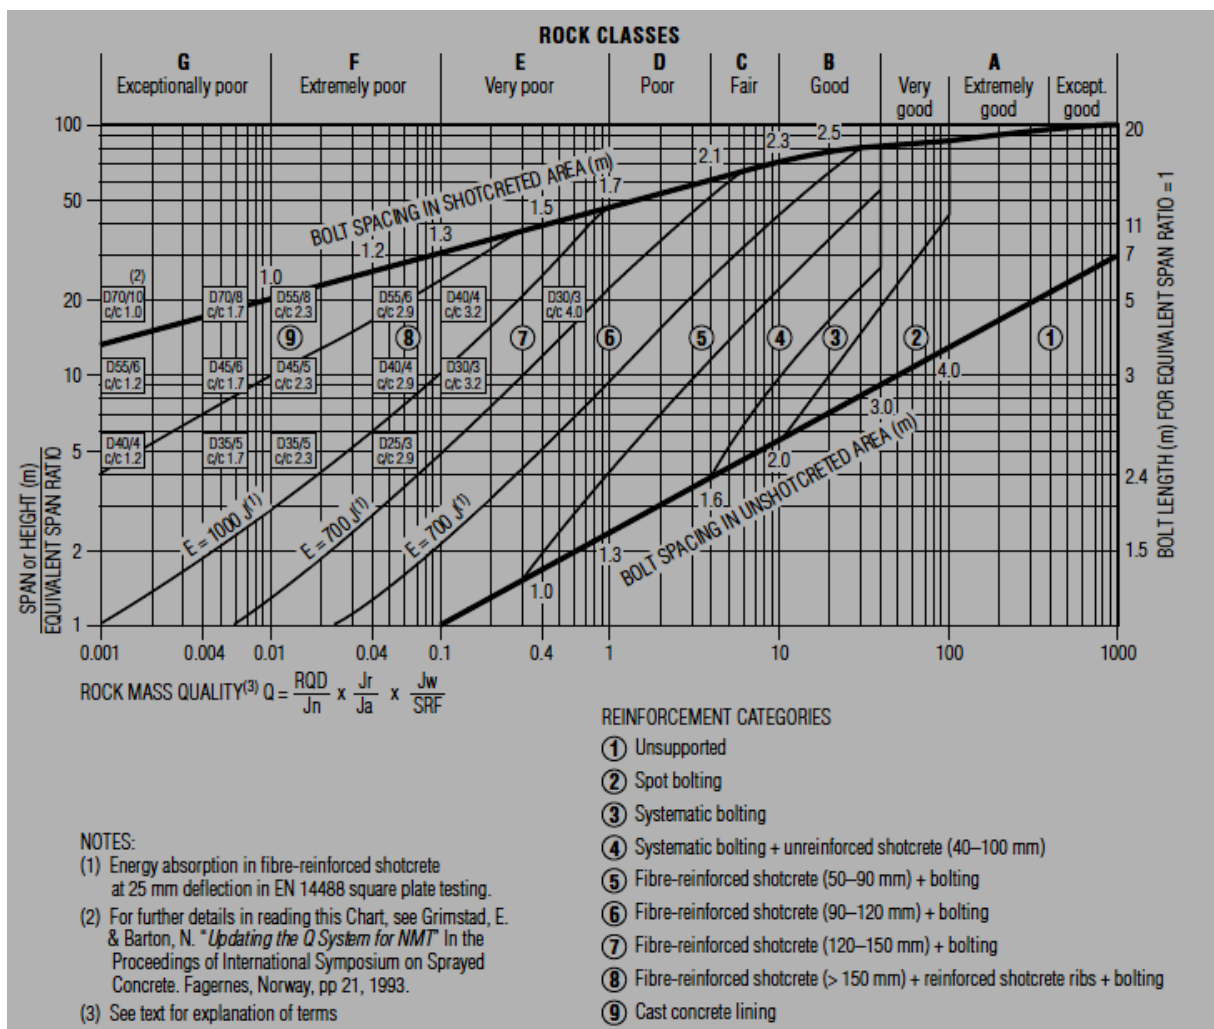 ROCK CLASSES
G F E D C B A
Exceptionally poor Extremely poor Very poor Poor Fair Good Very good Extremely good Except. good
100
50
20
10
5
2
1
20
11
7
5
3
2.4
1.5
SPAN or HEIGHT (m)
EQUIVALENT SPAN RATIO
BOLT LENGTH (m) FOR EQUIVALENT SPAN RATIO = 1
BOLT SPACING IN SHOTCRETED AREA (m)
1.0 1.2 1.3 1.5 1.7 2.1 2.3 2.5
(2)
D70/10 c/c 1.0
D70/8 c/c 1.7
D55/8 c/c 2.3
D55/6 c/c 2.9
D40/4 c/c 3.2
D30/3 c/c 4.0
9 8 7 6 5 4 3 2 1
D55/6 c/c 1.2
D45/6 c/c 1.7
D45/5 c/c 2.3
D40/4 c/c 2.9
D30/3 c/c 3.2
D40/4 c/c 1.2
D35/5 c/c 1.7
D35/5 c/c 2.3
D25/3 c/c 2.9
E = 1000 J(1)
E = 700 J(1)
E = 700 J(1)
BOLT SPACING IN UNSHOTCRETED AREA (m)
1.0 1.3 1.6 2.0 3.0 4.0
0.001 0.004 0.01 0.04 0.1 0.4 1 10 100 1000
ROCK MASS QUALITY(3) Q = RQD/Jn x Jr/Ja x Jw/SRF
REINFORCEMENT CATEGORIES
1 Unsupported
2 Spot bolting
3 Systematic bolting
4 Systematic bolting + unreinforced shotcrete (40–100 mm)
5 Fibre-reinforced shotcrete (50–90 mm) + bolting
6 Fibre-reinforced shotcrete (90–120 mm) + bolting
7 Fibre-reinforced shotcrete (120–150 mm) + bolting
8 Fibre-reinforced shotcrete (> 150 mm) + reinforced shotcrete ribs + bolting
9 Cast concrete lining
NOTES:
(1) Energy absorption in fibre-reinforced shotcrete
at 25 mm deflection in EN 14488 square plate testing.
(2) For further details in reading this Chart, see Grimstad, E.
& Barton, N. "Updating the Q System for NMT" In the
Proceedings of International Symposium on Sprayed
Concrete. Fagernes, Norway, pp 21, 1993.
(3) See text for explanation of terms